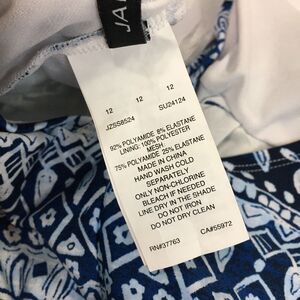 JA
12 12 12
JZSS8524 SU24124
92% POLYAMIDE 8% ELASTANE
LINING: 100% POLYESTER
MESH:
75% POLYAMIDE 25% ELASTANE
MADE IN CHINA
HAND WASH COLD
SEPARATELY
ONLY NON-CHLORINE
BLEACH IF NEEDED
LINE DRY IN THE SHADE
DO NOT IRON
DO NOT DRY CLEAN
RN#37763 CA#55972